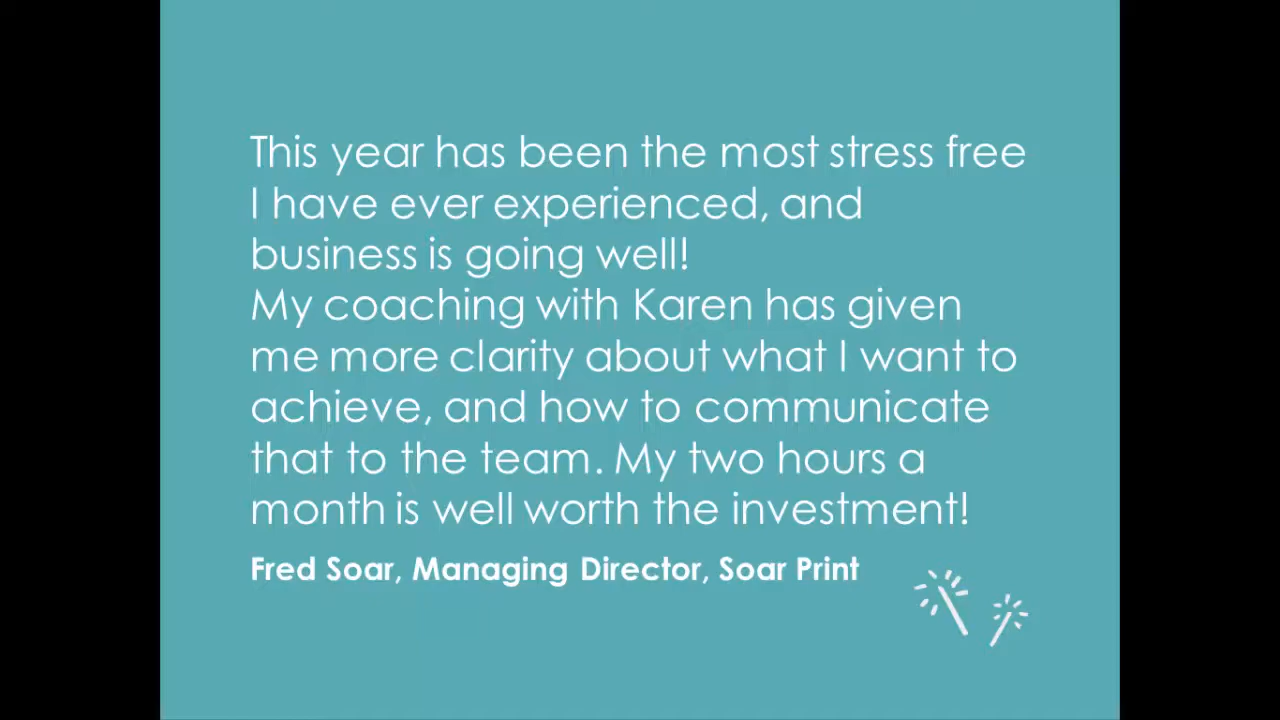 This year has been the most stress free
I have ever experienced, and
business is going well!
My coaching with Karen has given
me more clarity about what I want to
achieve, and how to communicate
that to the team. My two hours a
month is well worth the investment!
Fred Soar, Managing Director, Soar Print